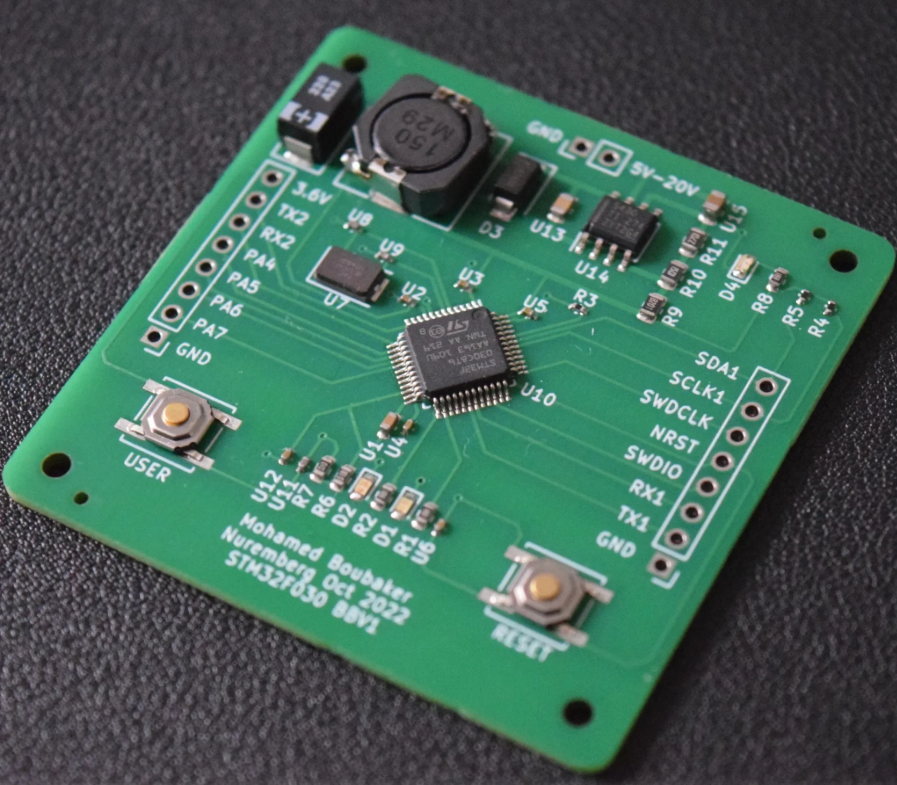 150
M29
GND
5V-20V
3.6V
TX2
RX2
PA4
PA5
PA6
PA7
GND
U8
U9
U7
U2
U3
D3
U13
U14
U15
R11
R10
R9
D4
R8
R5
R4
U5
R3
U10
STM32F
U1
U4
SDA1
SCLK1
SWDCLK
NRST
SWDIO
RX1
TX1
GND
USER
U12
U11
R7
R6
D2
R2
D1
R1
U6
RESET
Mohamed Boubaker
Nuremberg Oct 2022
STM32F030 BBV1